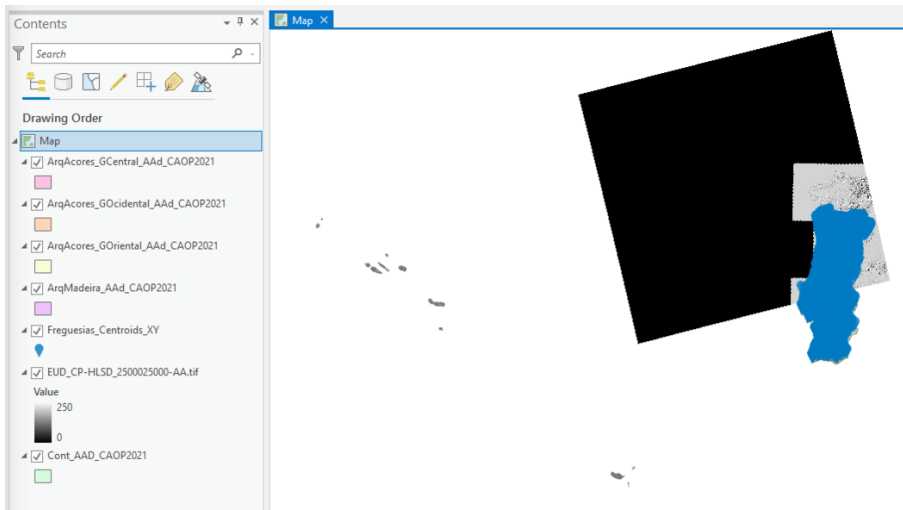 Contents
Map
Search
Drawing Order
Map
ArqAcores_GCentral_AAd_CAOP2021
ArqAcores_GOcidental_AAd_CAOP2021
ArqAcores_GOriental_AAd_CAOP2021
ArqMadeira_AAd_CAOP2021
Freguesias_Centroids_XY
EUD_CP-HLSD_2500025000-AA.tif
Value
250
0
Cont_AAD_CAOP2021